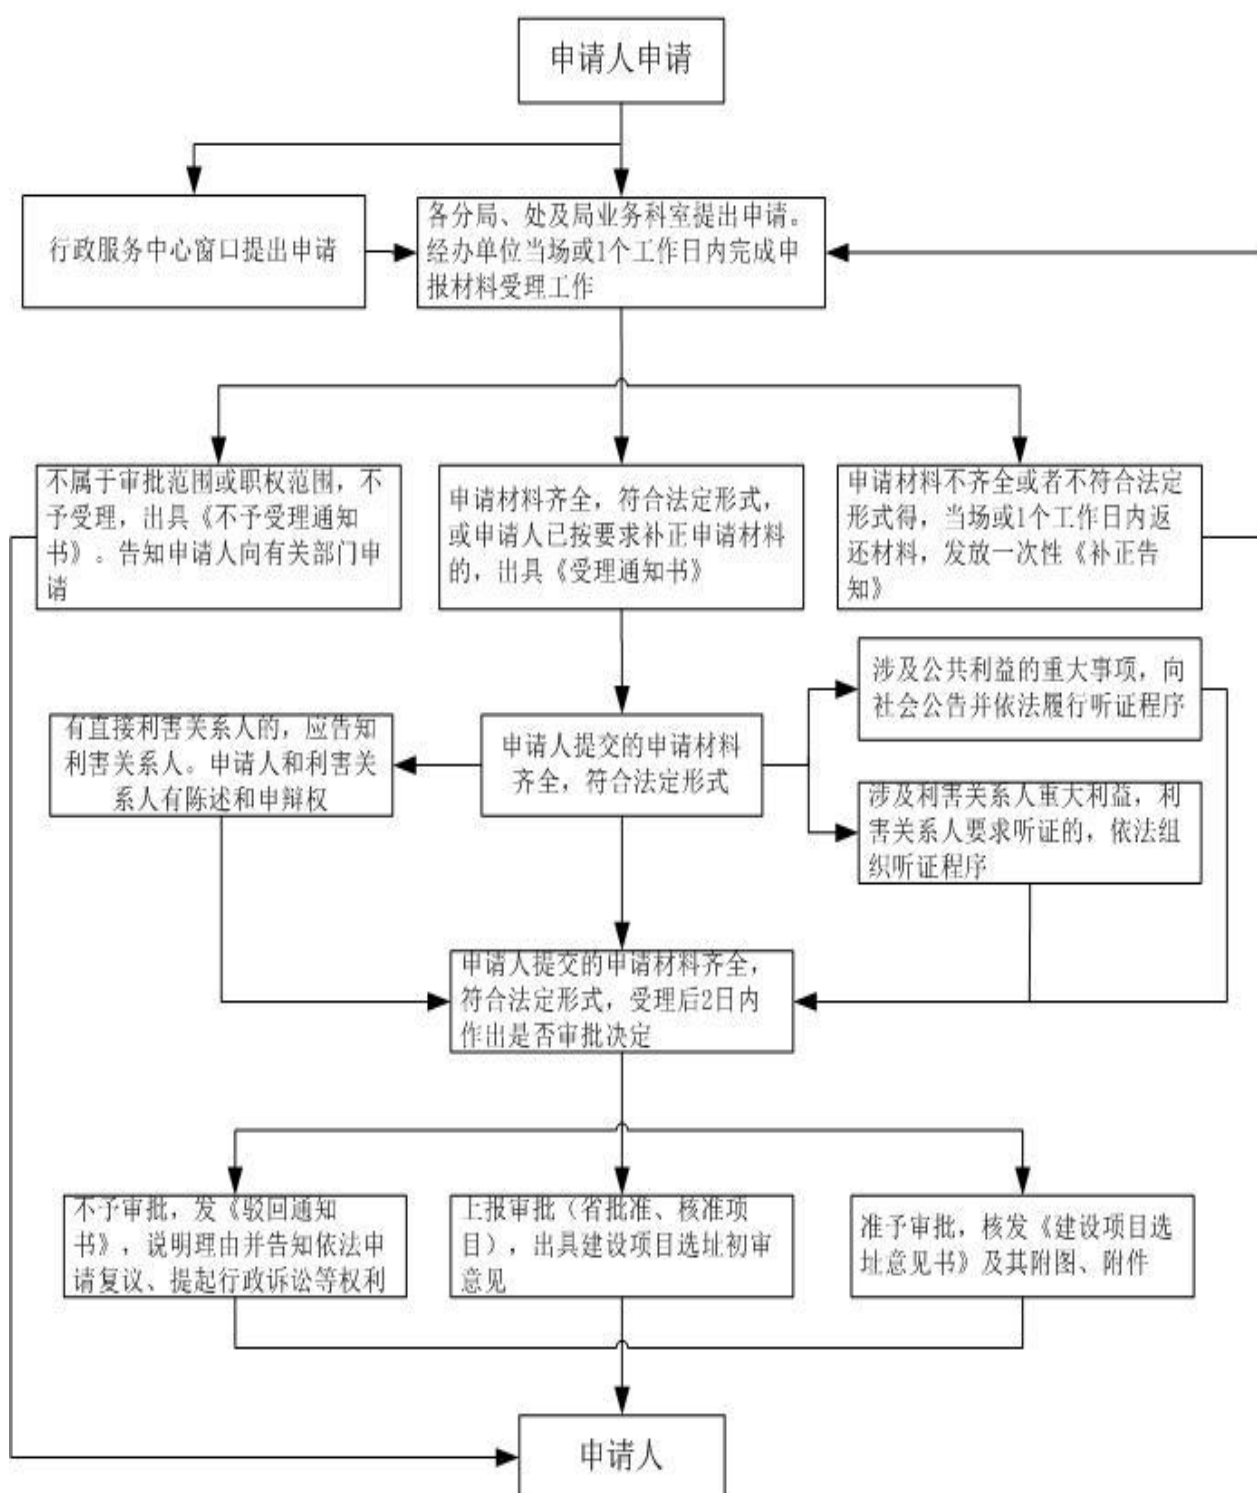 申请人申请
行政服务中心窗口提出申请
各分局、处及局业务科室提出申请。
经办单位当场或1个工作日内完成申
报材料受理工作
不属于审批范围或职权范围，不
予受理，出具《不予受理通知
书》。告知申请人向有关部门申
请
申请材料齐全，符合法定形式，
或申请人已按要求补正申请材料
的，出具《受理通知书》
申请材料不齐全或者不符合法定
形式得，当场或1个工作日内返
还材料，发放一次性《补正告
知》
有直接利害关系人的，应告知
利害关系人。申请人和利害关
系人有陈述和申辩权
申请人提交的申请材料
齐全，符合法定形式
涉及公共利益的重大事项，向
社会公告并依法履行听证程序
涉及利害关系人重大利益，利
害关系人要求听证的，依法组
织听证程序
申请人提交的申请材料齐全，
符合法定形式，受理后2日内
作出是否审批决定
不予审批，发《驳回通知
书》，说明理由并告知依法申
请复议、提起行政诉讼等权利
上报审批（省批准、核准项
目），出具建设项目选址初审
意见
准予审批，核发《建设项目选
址意见书》及其附图、附件
申请人